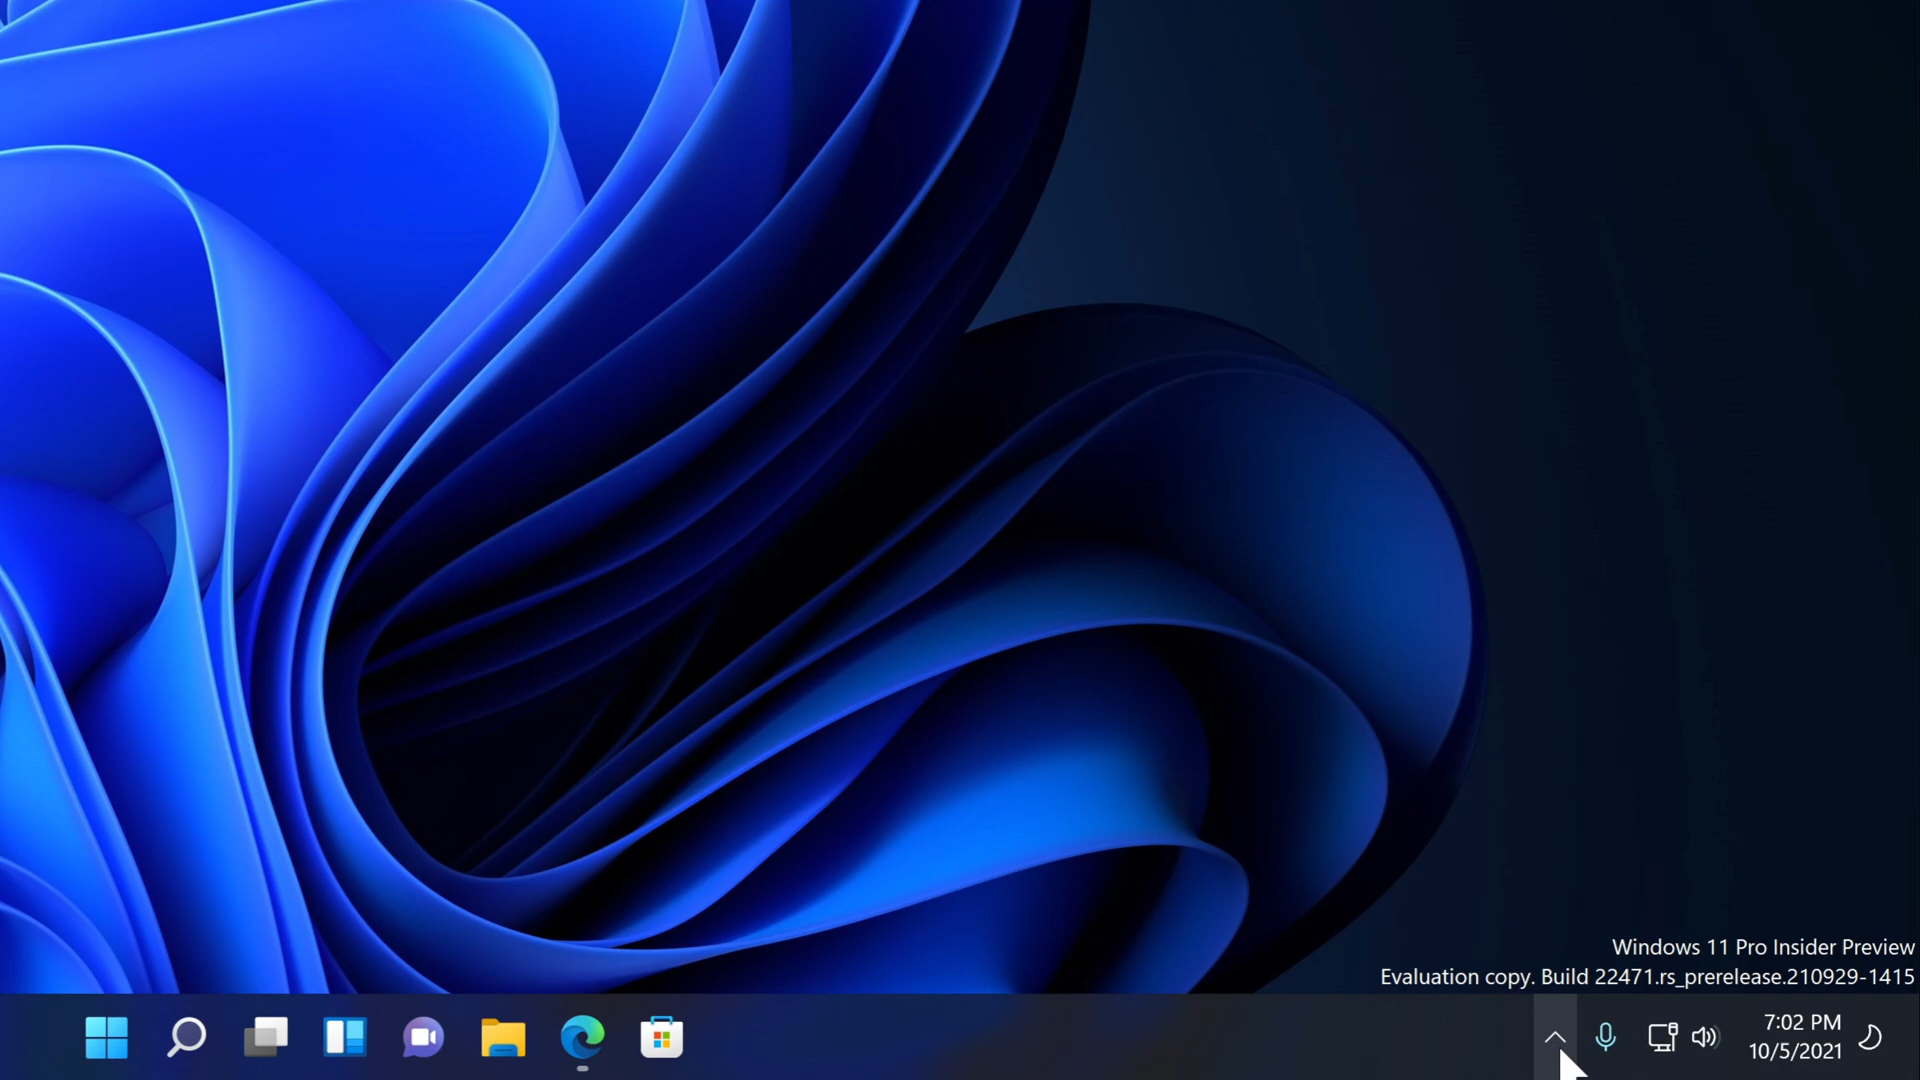 Windows 11 Pro Insider Preview
Evaluation copy. Build 22471.rs_prerelease.210929-1415
7:02 PM
10/5/2021